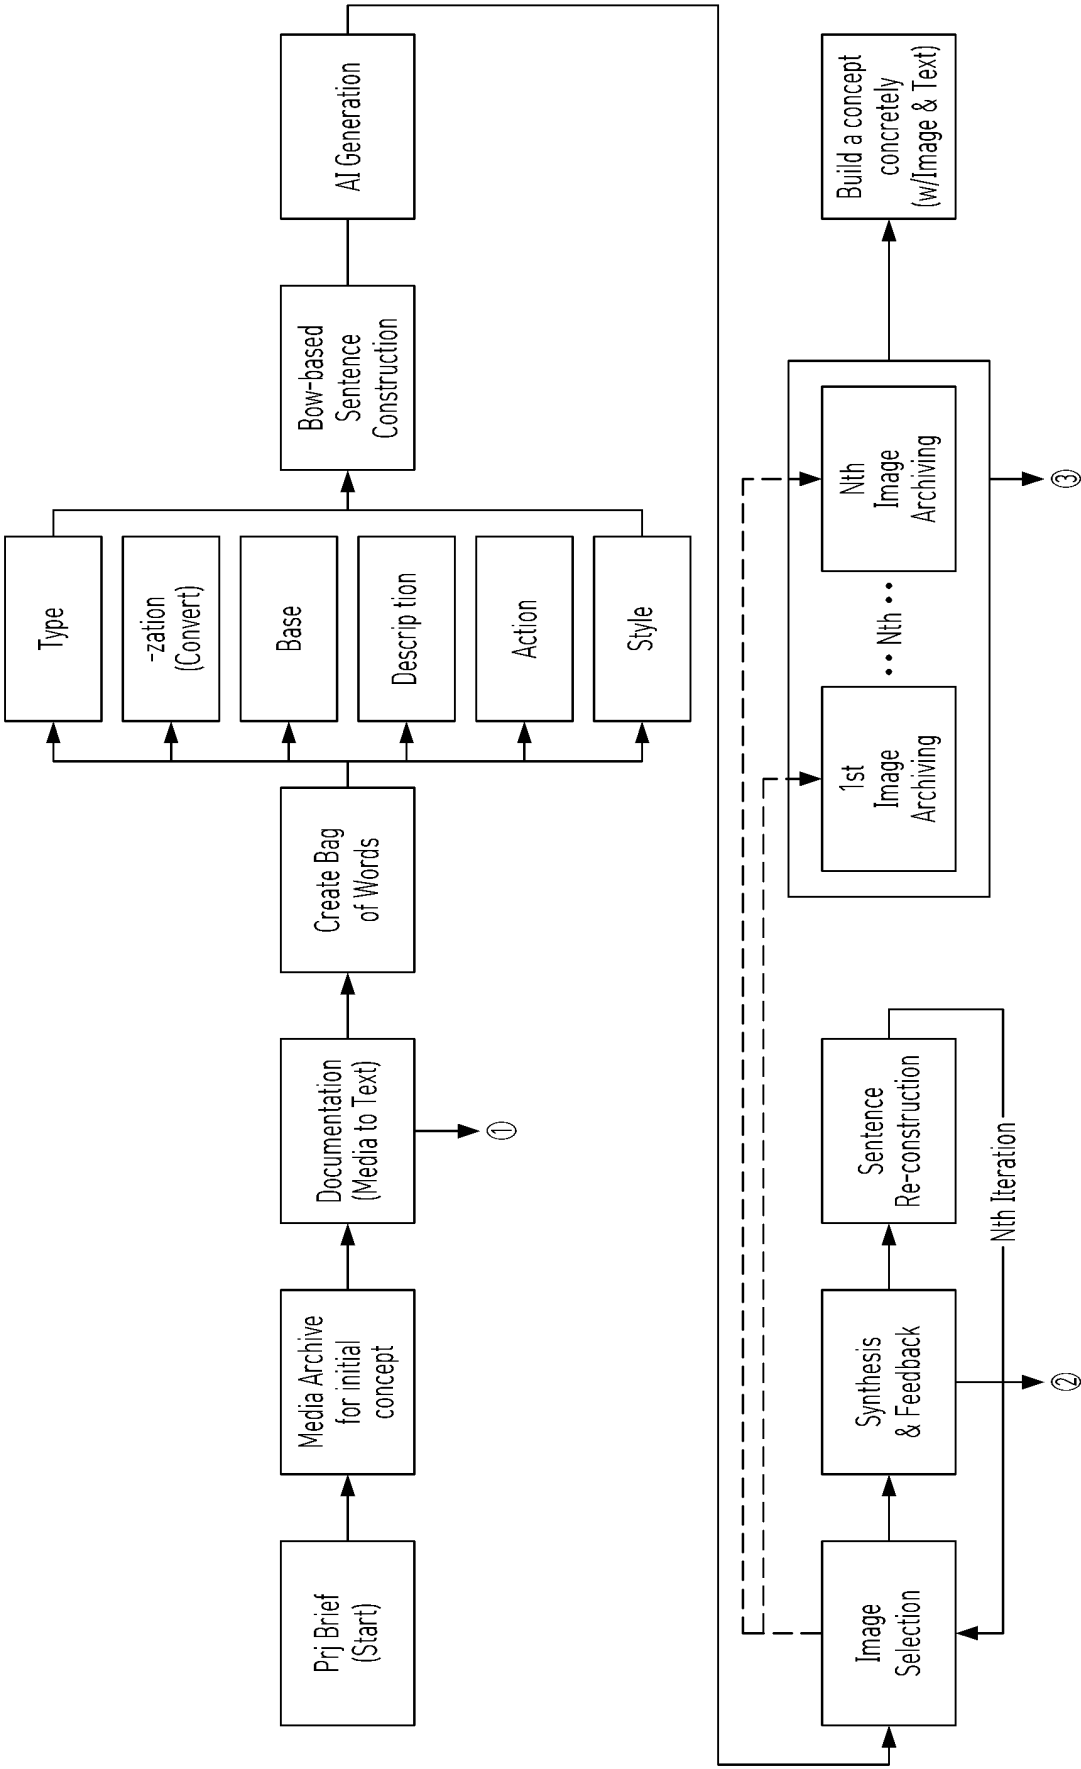 Prj Brief
(Start)
Media Archive
for initial
concept
Documentation
(Media to Text)
①
Create Bag
of Words
Type
-zation
(Convert)
Base
Descrip tion
Action
Style
Bow-based
Sentence
Construction
AI Generation
Image
Selection
Synthesis
& Feedback
②
Sentence
Re-construction
Nth Iteration
1st
Image
Archiving
••• Nth •••
Nth
Image
Archiving
③
Build a concept
concretely
(w/Image & Text)